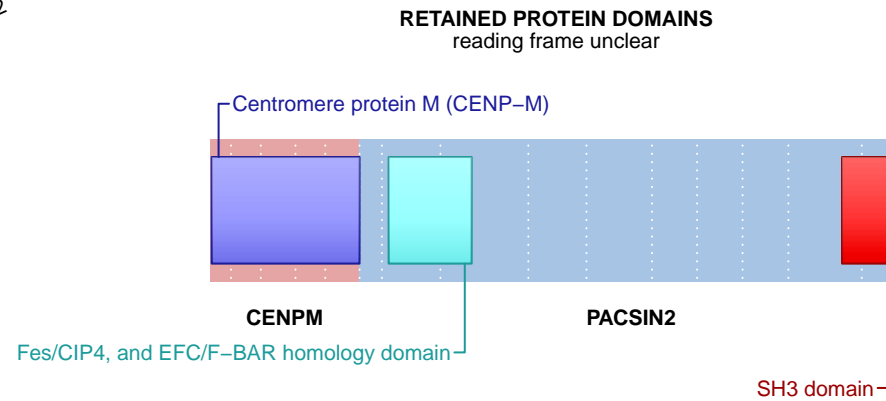 RETAINED PROTEIN DOMAINS
reading frame unclear
Centromere protein M (CENP−M)
CENPM
PACSIN2
Fes/CIP4, and EFC/F−BAR homology domain
SH3 domain